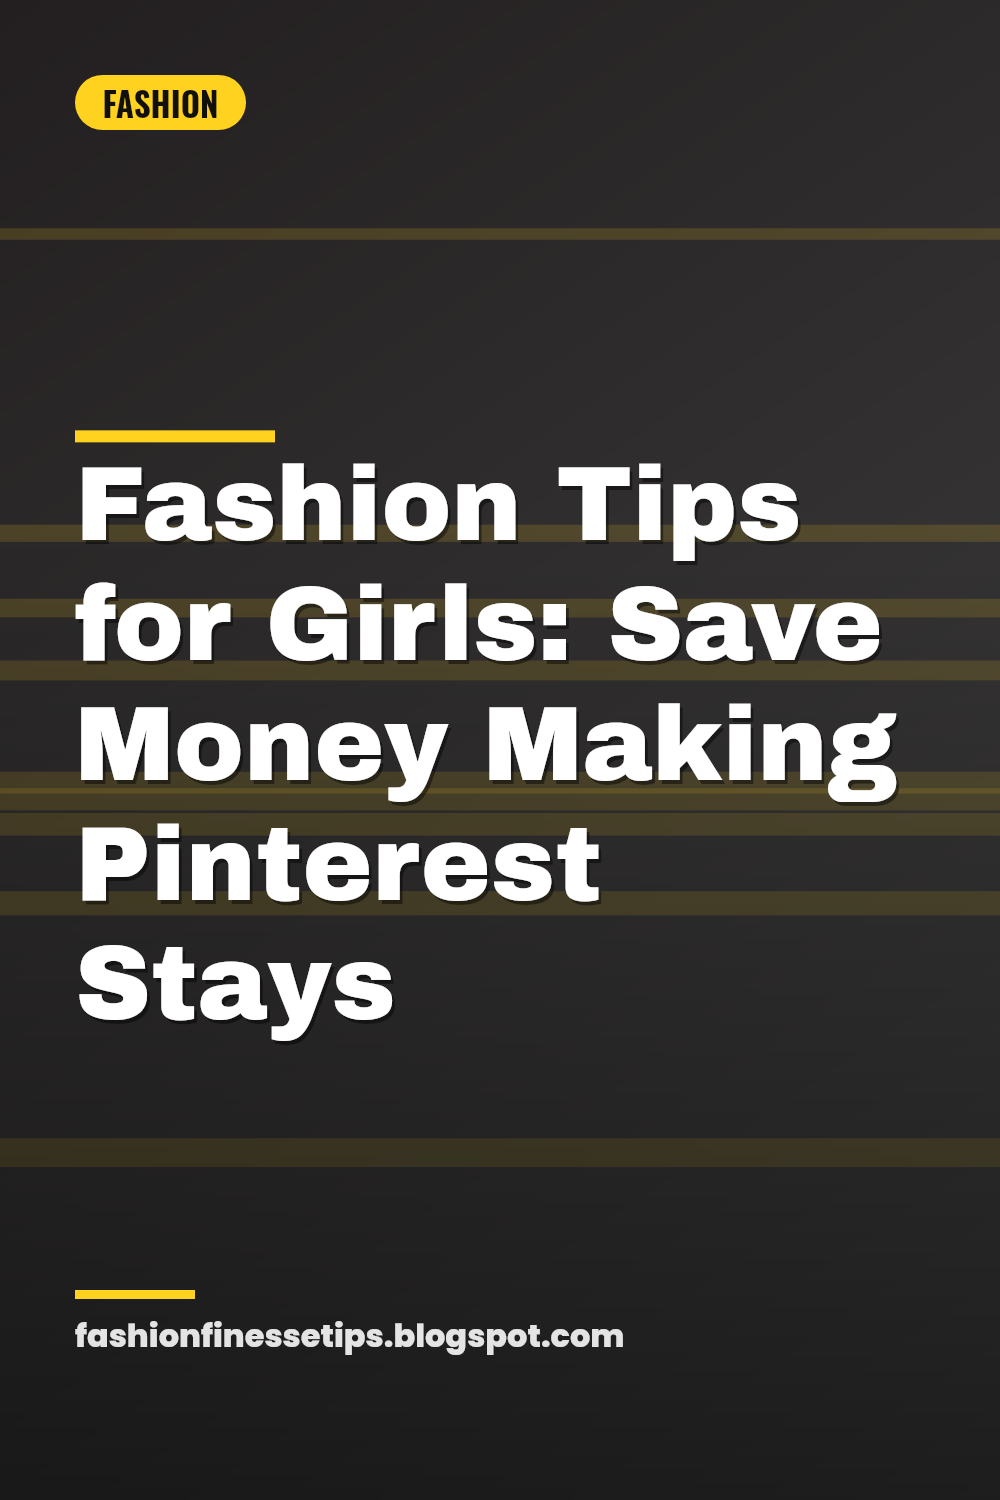 FASHION
Fashion Tips
for Girls: Save
Money Making
Pinterest
Stays
fashionfinessetips.blogspot.com